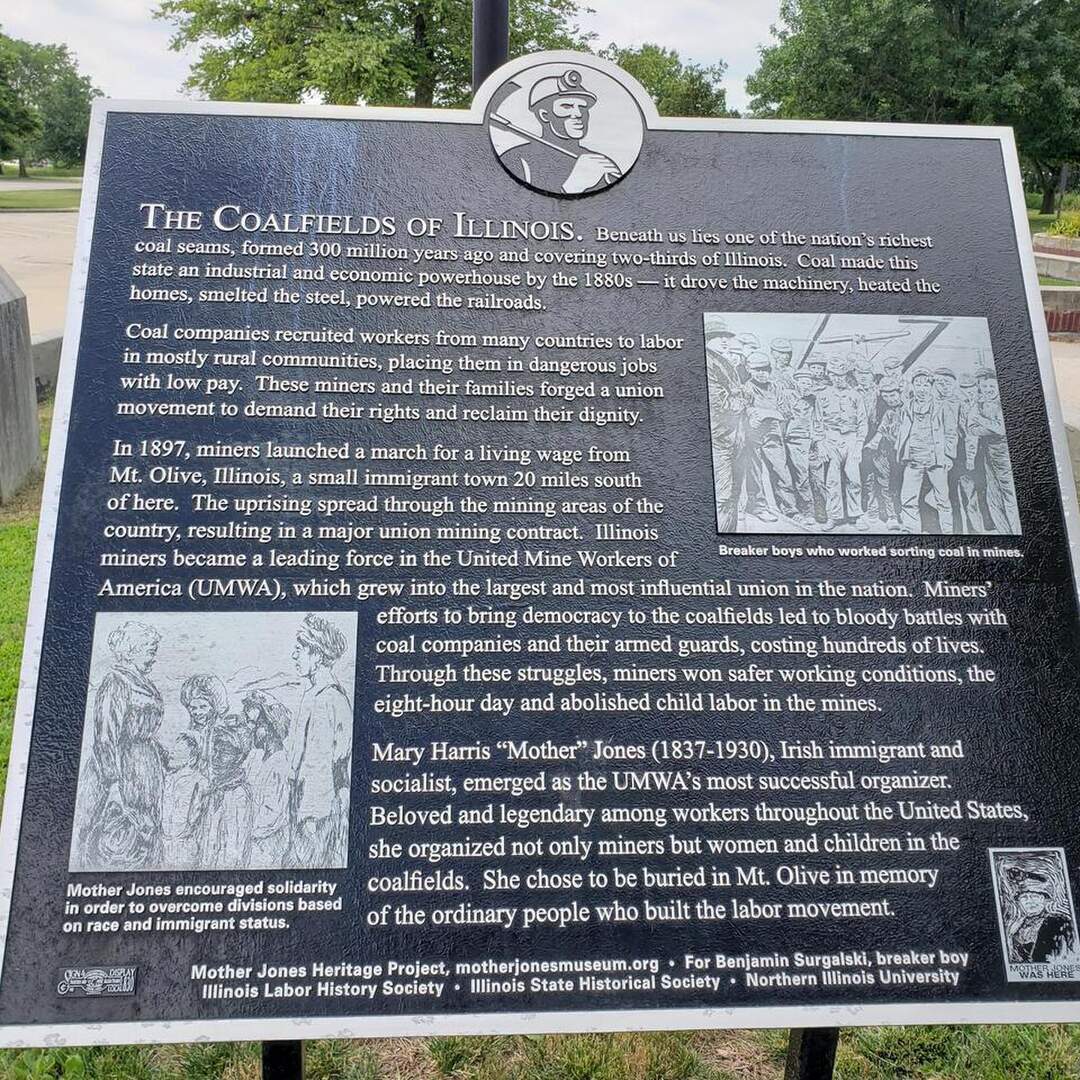 THE COALFIELDS OF ILLINOIS. Beneath us lies one of the nation's richest
coal seams, formed 300 million years ago and covering two-thirds of Illinois. Coal made this
state an industrial and economic powerhouse by the 1880s — it drove the machinery, heated the
homes, smelted the steel, powered the railroads.
Coal companies recruited workers from many countries to labor
in mostly rural communities, placing them in dangerous jobs
with low pay. These miners and their families forged a union
movement to demand their rights and reclaim their dignity.
In 1897, miners launched a march for a living wage from
Mt. Olive, Illinois, a small immigrant town 20 miles south
of here. The uprising spread through the mining areas of the
country, resulting in a major union mining contract. Illinois
miners became a leading force in the United Mine Workers of
America (UMWA), which grew into the largest and most influential union in the nation. Miners'
efforts to bring democracy to the coalfields led to bloody battles with
coal companies and their armed guards, costing hundreds of lives.
Through these struggles, miners won safer working conditions, the
eight-hour day and abolished child labor in the mines.
Breaker boys who worked sorting coal in mines.
Mary Harris “Mother” Jones (1837-1930), Irish immigrant and
socialist, emerged as the UMWA's most successful organizer.
Beloved and legendary among workers throughout the United States,
she organized not only miners but women and children in the
coalfields. She chose to be buried in Mt. Olive in memory
of the ordinary people who built the labor movement.
Mother Jones encouraged solidarity
in order to overcome divisions based
on race and immigrant status.
MOTHER JONES
WAS HERE
Mother Jones Heritage Project, motherjonesmuseum.org • For Benjamin Surgalski, breaker boy
Illinois Labor History Society • Illinois State Historical Society • Northern Illinois University
SIGN & DISPLAY
LOCAL 830